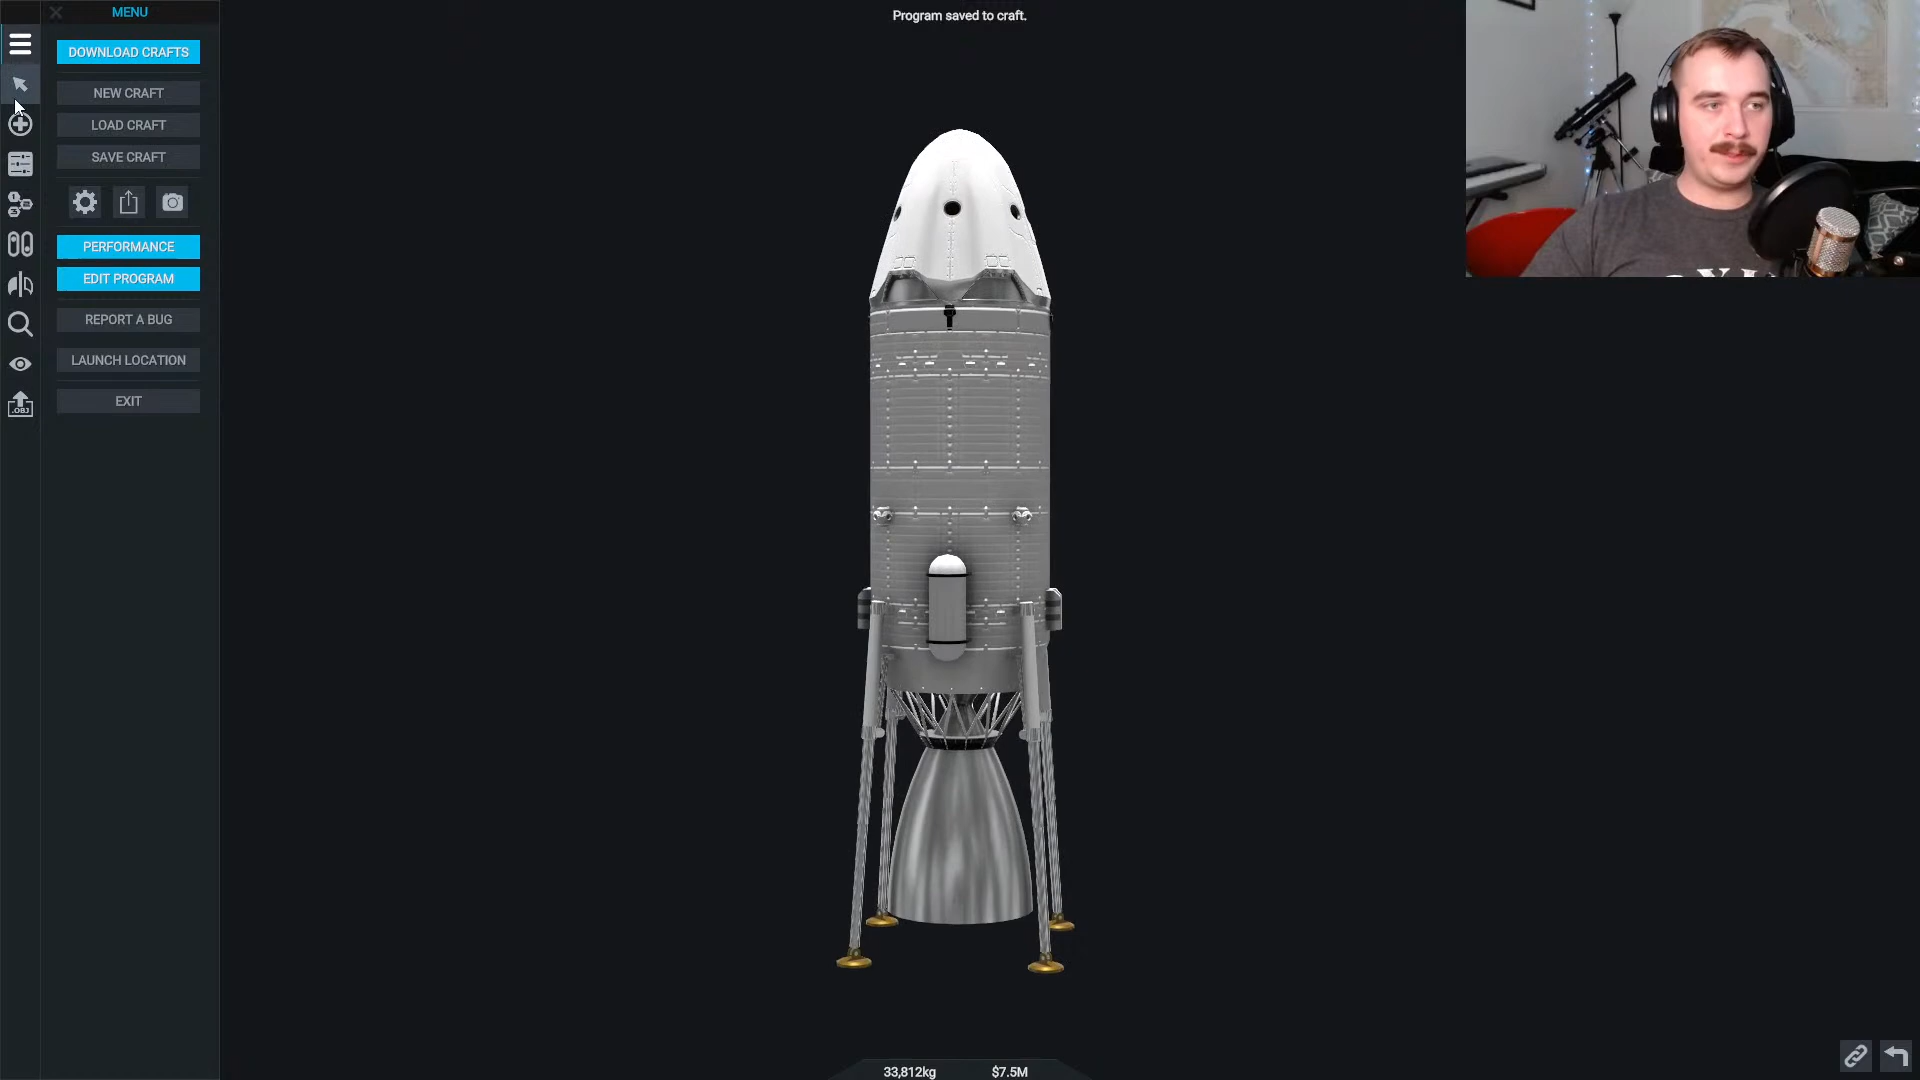 MENU
Program saved to craft.
DOWNLOAD CRAFTS
NEW CRAFT
LOAD CRAFT
SAVE CRAFT
PERFORMANCE
EDIT PROGRAM
REPORT A BUG
LAUNCH LOCATION
.OBJ
EXIT
33,812kg $7.5M